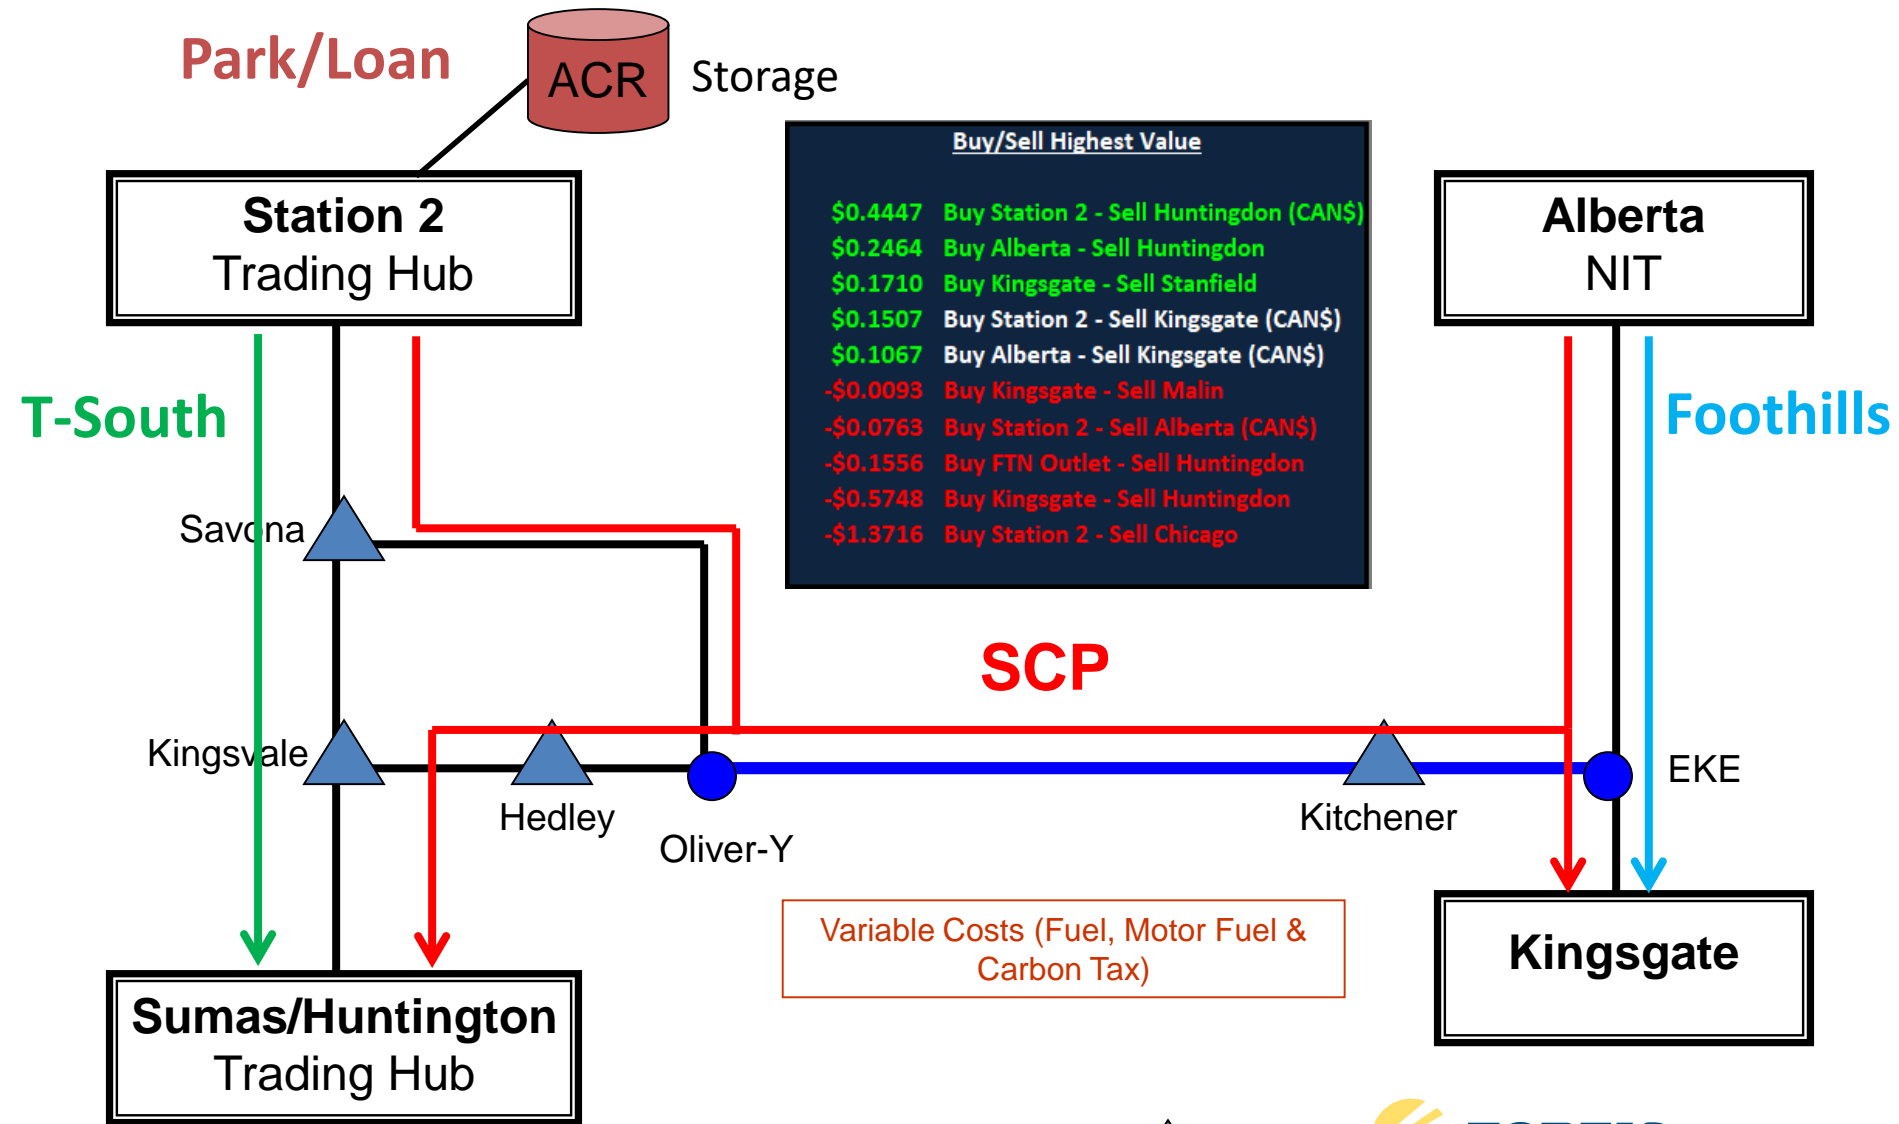 Park/Loan
ACR
Storage
Station 2
Trading Hub
Buy/Sell Highest Value
$0.4447 Buy Station 2 - Sell Huntingdon (CAN$)
$0.2464 Buy Alberta - Sell Huntingdon
$0.1710 Buy Kingsgate - Sell Stanfield
$0.1507 Buy Station 2 - Sell Kingsgate (CAN$)
$0.1067 Buy Alberta - Sell Kingsgate (CAN$)
-$0.0093 Buy Kingsgate - Sell Malin
-$0.0763 Buy Station 2 - Sell Alberta (CAN$)
-$0.1556 Buy FTN Outlet - Sell Huntingdon
-$0.5748 Buy Kingsgate - Sell Huntingdon
-$1.3716 Buy Station 2 - Sell Chicago
Alberta
NIT
T-South
Foothills
Savona
SCP
Kingsvale
Hedley
Oliver-Y
Kitchener
EKE
Variable Costs (Fuel, Motor Fuel &
Carbon Tax)
Kingsgate
Sumas/Huntington
Trading Hub